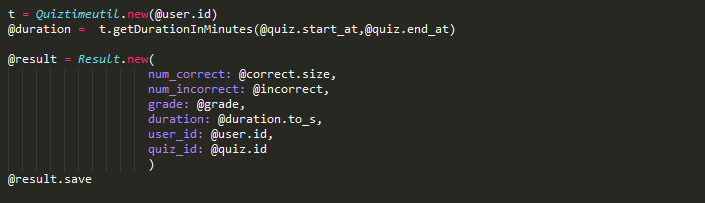 t = Quiztimeutil.new(@user.id)
@duration =  t.getDurationInMinutes(@quiz.start_at,@quiz.end_at)
@result = Result.new(
num_correct: @correct.size,
num_incorrect: @incorrect,
grade: @grade,
duration: @duration.to_s,
user_id: @user.id,
quiz_id: @quiz.id
)
@result.save